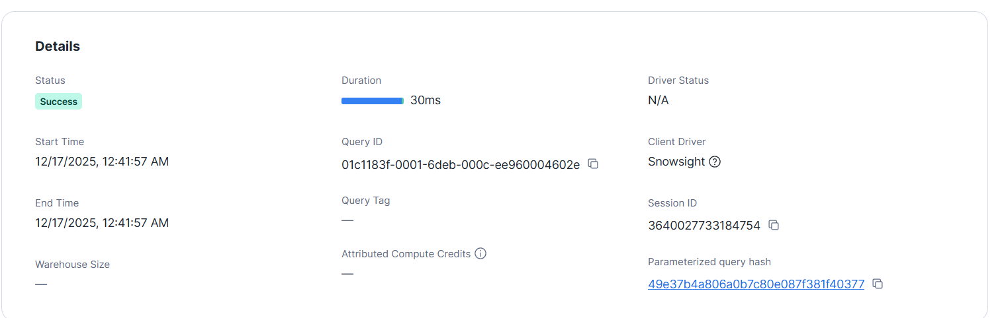 Details
Status
Success
Duration
30ms
Driver Status
N/A
Start Time
12/17/2025, 12:41:57 AM
Query ID
01c1183f-0001-6deb-000c-ee960004602e
Client Driver
Snowsight
End Time
12/17/2025, 12:41:57 AM
Query Tag
—
Session ID
3640027733184754
Warehouse Size
—
Attributed Compute Credits
—
Parameterized query hash
49e37b4a806a0b7c80e087f381f40377